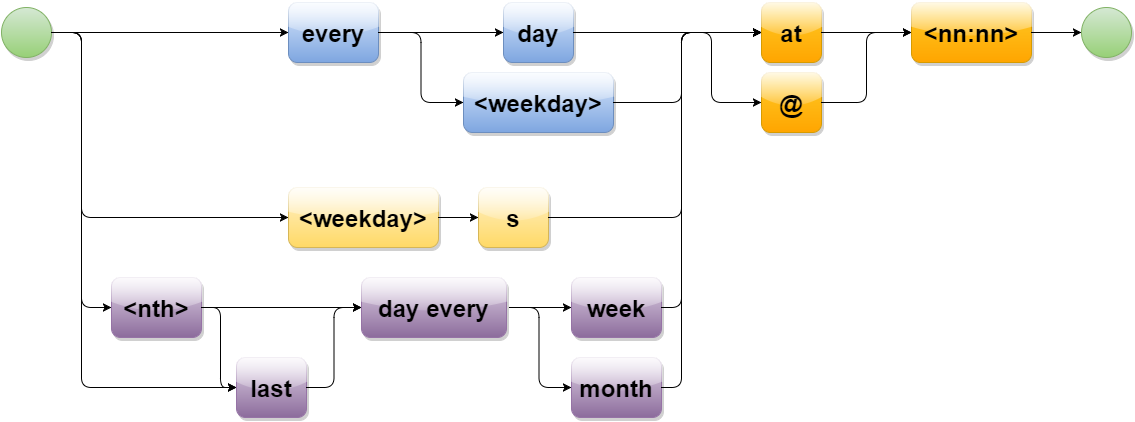 every
day
at
<nn:nn>
<weekday>
@
<weekday>
s
<nth>
day every
week
last
month